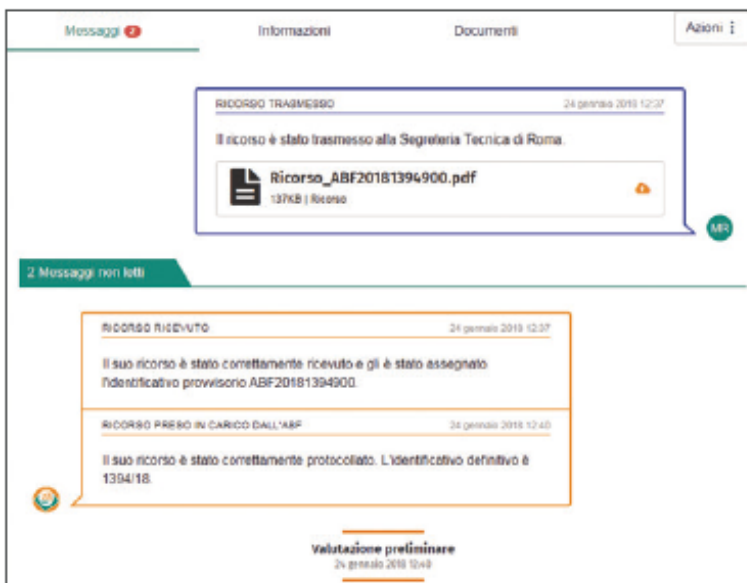 Messaggi 2
Informazioni
Documenti
Azioni
RICORSO TRASMESSO 24 gennaio 2018 12:37
Il ricorso è stato trasmesso alla Segreteria Tecnica di Roma.
Ricorso_ABF20181394900.pdf
137KB | Ricorso
MR
2 Messaggi non letti
RICORSO RICEVUTO 24 gennaio 2018 12:37
Il suo ricorso è stato correttamente ricevuto e gli è stato assegnato
l'identificativo provvisorio ABF20181394900.
RICORSO PRESO IN CARICO DALL'ABF 24 gennaio 2018 12:40
Il suo ricorso è stato correttamente protocollato. L'identificativo definitivo è
1394/18.
Valutazione preliminare
24 gennaio 2018 12:40